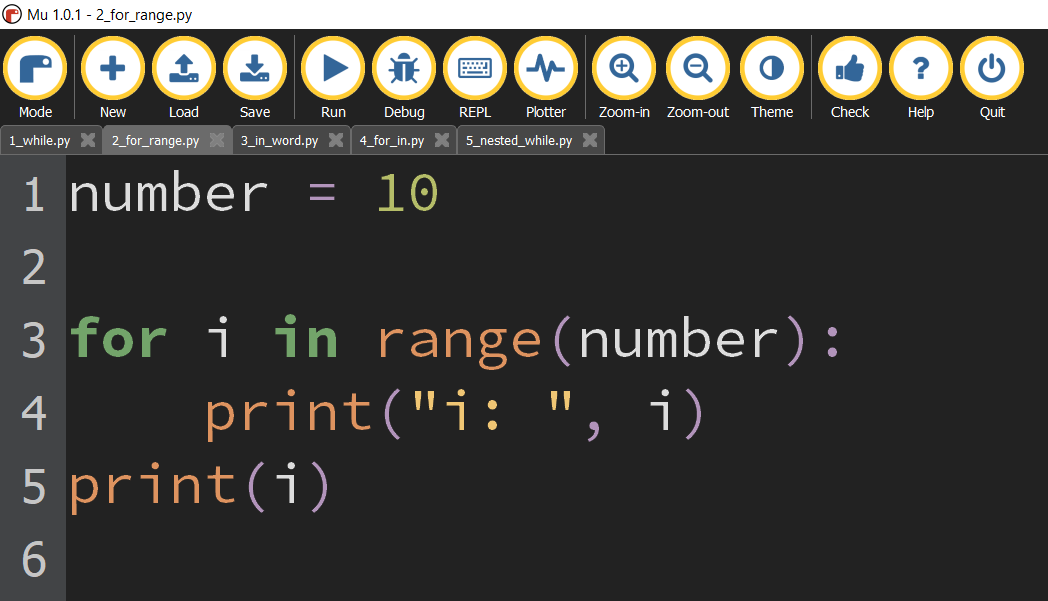 Mu 1.0.1 - 2_for_range.py
Mode New Load Save Run Debug REPL Plotter Zoom-in Zoom-out Theme Check Help Quit
1_while.py 2_for_range.py 3_in_word.py 4_for_in.py 5_nested_while.py
1 number = 10
2
3 for i in range(number):
4     print("i: ", i)
5 print(i)
6